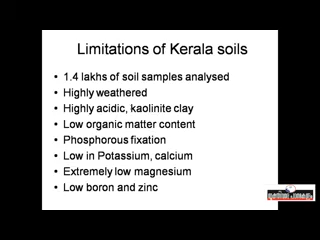 Limitations of Kerala soils
• 1.4 lakhs of soil samples analysed
• Highly weathered
• Highly acidic, kaolinite clay
• Low organic matter content
• Phosphorous fixation
• Low in Potassium, calcium
• Extremely low magnesium
• Low boron and zinc